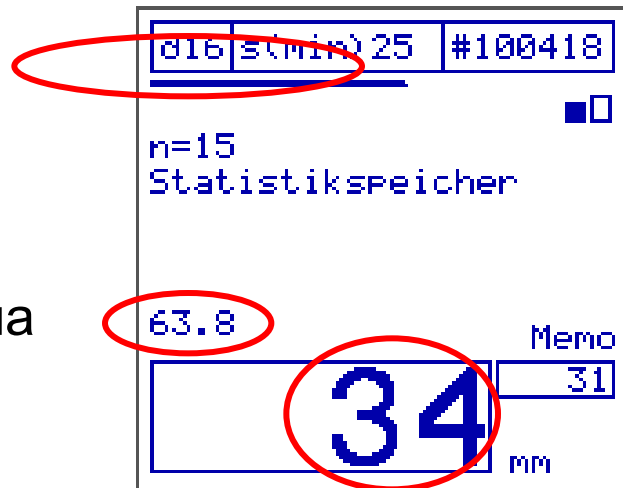 d16 s(min) 25 #100418
n=15
Statistikspeicher
63.8
Memo
31
34 mm